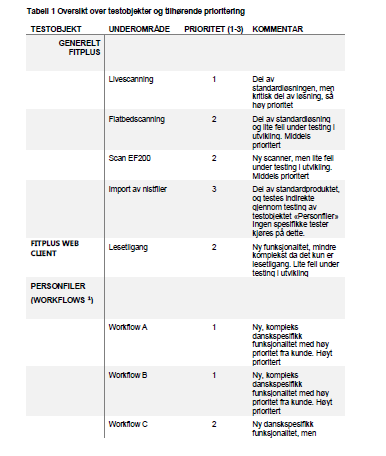 Tabell 1 Oversikt over testobjekter og tilhørende prioritering
TESTOBJEKT UNDEROMRÅDE PRIORITET (1-3) KOMMENTAR
GENERELT
FITPLUS
Livescanning 1 Del av
standardløsningen, men
kritisk del av løsning, så
høy prioritet
Flatbedscanning 2 Del av standardløsning
og lite feil under testing i
utvikling. Middels
prioritert
Scan EF200 2 Ny scanner, men lite feil
under testing i utvikling.
Middels prioritert
Import av nistfiler 3 Del av standardproduktet,
og testes indirekte
gjennom testing av
testobjektet «Personfiler»
Ingen spesifikke tester
kjøres på dette.
FITPLUS WEB
CLIENT
Lesetilgang 2 Ny funksjonalitet, mindre
komplekst da det kun er
lesetilgang. Lite feil under
testing i utvikling
PERSONFILER
(WORKFLOWS ¹)
Workflow A 1 Ny, kompleks
danskspesifikk
funksjonalitet med høy
prioritet fra kunde. Høyt
prioritert
Workflow B 1 Ny, kompleks
danskspesifikk
funksjonalitet med høy
prioritet fra kunde. Høyt
prioritert
Workflow C 2 Ny danskspesifikk
funksjonalitet, men